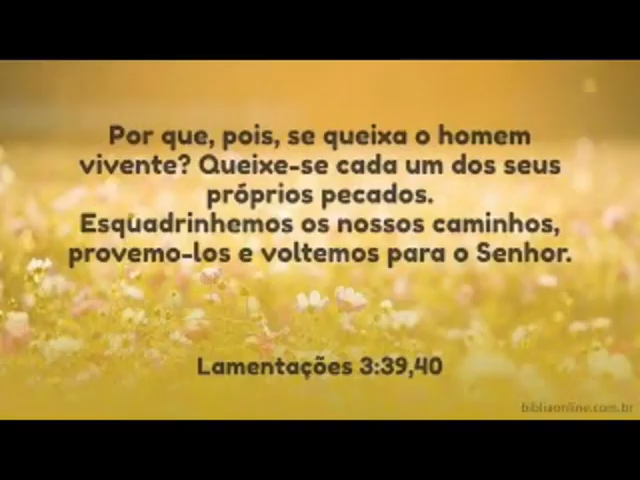 Por que, pois, se queixa o homem
vivente? Queixe-se cada um dos seus
próprios pecados.
Esquadrinhemos os nossos caminhos,
provemo-los e voltemos para o Senhor.
Lamentações 3:39,40
bibliaonline.com.br